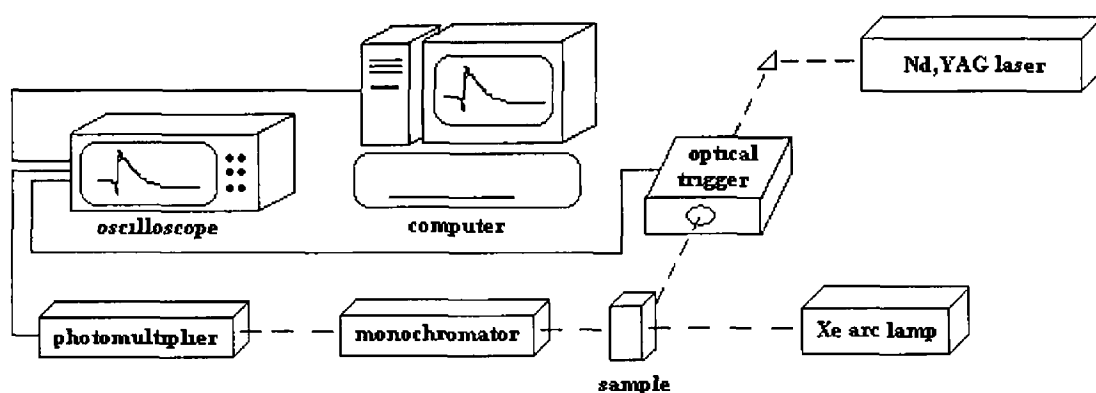 Nd,YAG laser
optical
trigger
oscilloscope
computer
photomultiplier
monochromator
Xe arc lamp
sample